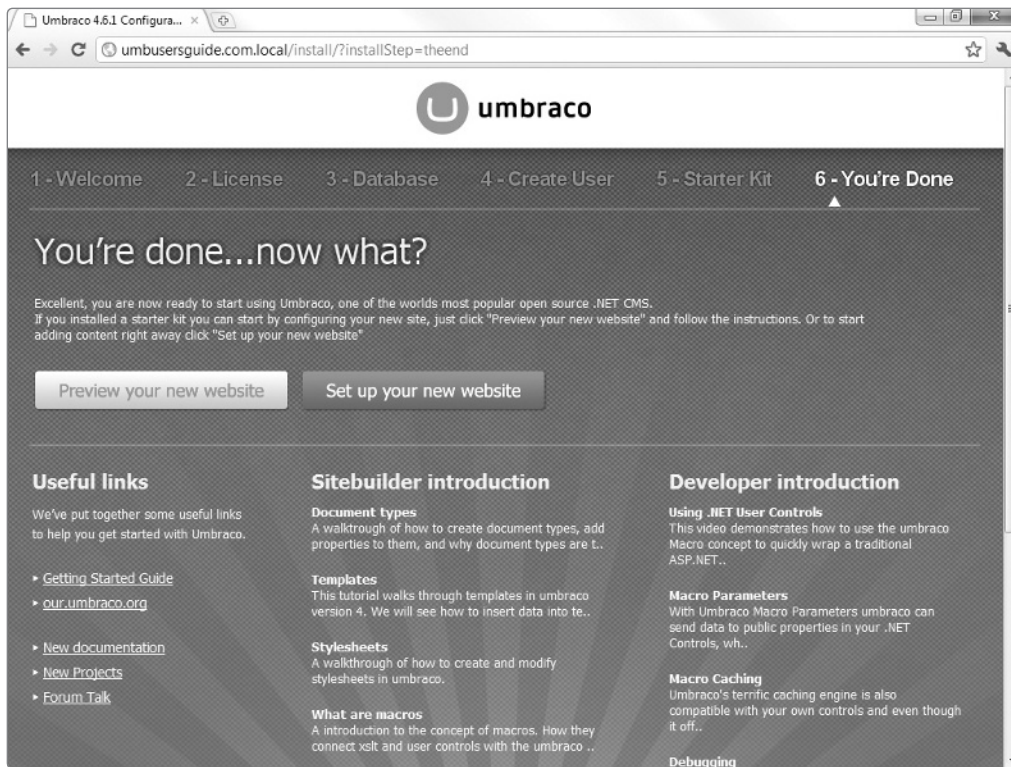 Umbraco 4.6.1 Configura...
umbusersguide.com.local/install/?installStep=theend
umbraco
1 - Welcome 2 - License 3 - Database 4 - Create User 5 - Starter Kit 6 - You're Done
You're done...now what?
Excellent, you are now ready to start using Umbraco, one of the worlds most popular open source .NET CMS.
If you installed a starter kit you can start by configuring your new site, just click "Preview your new website" and follow the instructions. Or to start
adding content right away click "Set up your new website"
Preview your new website Set up your new website
Useful links
We've put together some useful links
to help you get started with Umbraco.
Getting Started Guide
our.umbraco.org
New documentation
New Projects
Forum Talk
Sitebuilder introduction
Document types
A walktrough of how to create document types, add
properties to them, and why document types are t..
Templates
This tutorial walks through templates in umbraco
version 4. We will see how to insert data into te..
Stylesheets
A walkthrough of how to create and modify
stylesheets in umbraco.
What are macros
A introduction to the concept of macros. How they
connect xslt and user controls with the umbraco ..
Developer introduction
Using .NET User Controls
This video demonstrates how to use the umbraco
Macro concept to quickly wrap a traditional
ASP.NET..
Macro Parameters
With Umbraco Macro Parameters umbraco can
send data to public properties in your .NET
Controls, wh..
Macro Caching
Umbraco's terrific caching engine is also
compatible with your own controls and even though
it off..
Debugging